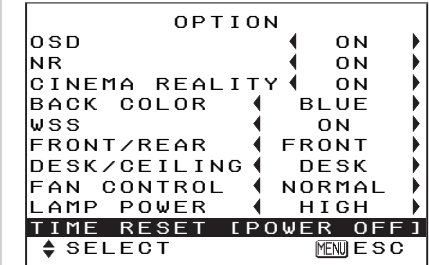 OPTION
OSD ON
NR ON
CINEMA REALITY ON
BACK COLOR BLUE
WSS ON
FRONT/REAR FRONT
DESK/CEILING DESK
FAN CONTROL NORMAL
LAMP POWER HIGH
TIME RESET [POWER OFF]
SELECT MENU ESC